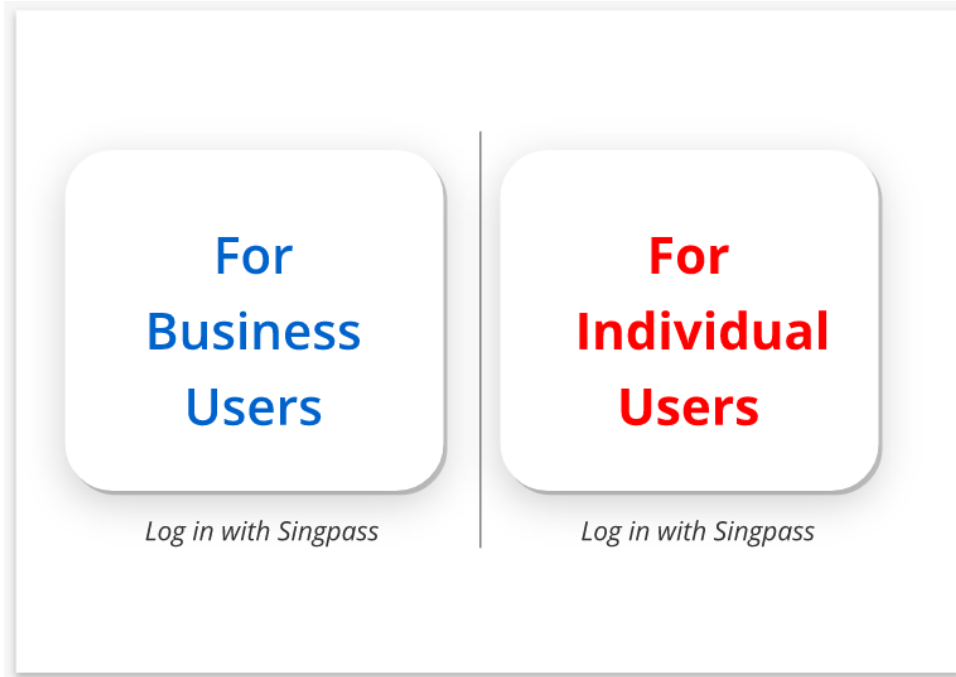 For
Business
Users
Log in with Singpass
For
Individual
Users
Log in with Singpass